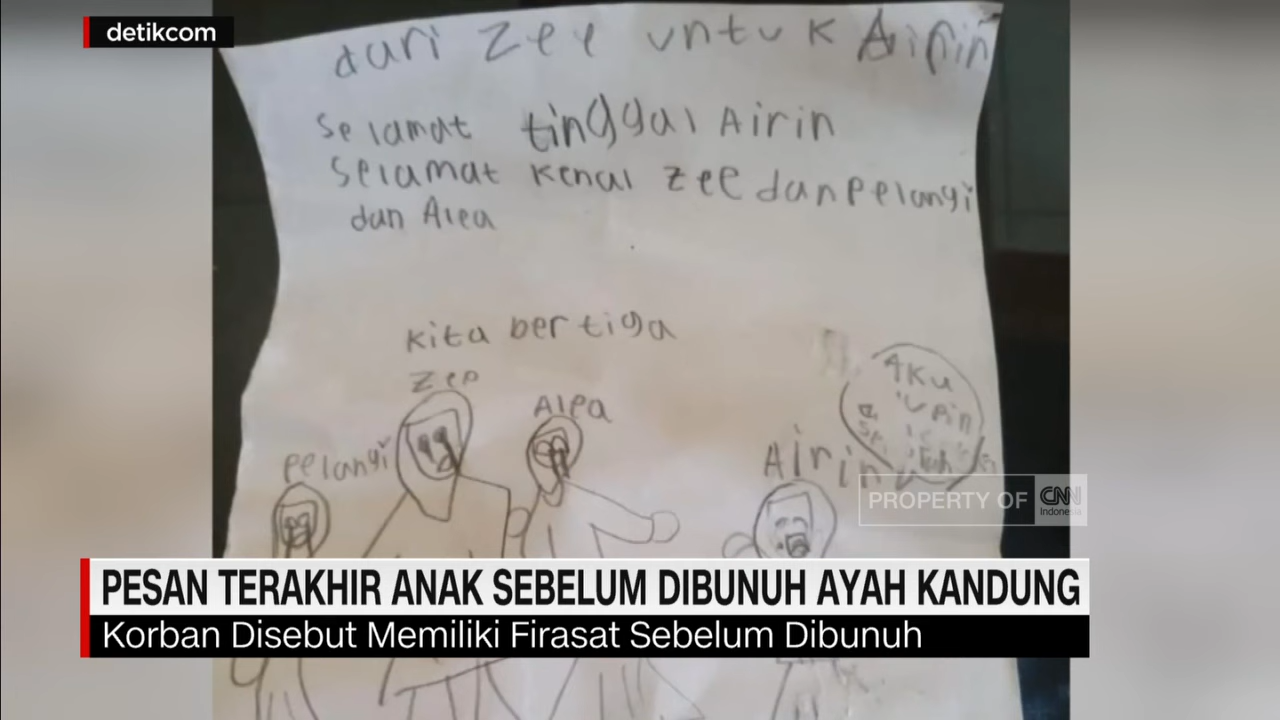 detikcom
dari Zee untuk Airin
Selamat tinggal Airin
Selamat kenal Zee dan pelangi
dan Alea
kita bertiga
Zee
Alea
pelangi
Airin
Aku
PROPERTY OF CNN Indonesia
PESAN TERAKHIR ANAK SEBELUM DIBUNUH AYAH KANDUNG
Korban Disebut Memiliki Firasat Sebelum Dibunuh